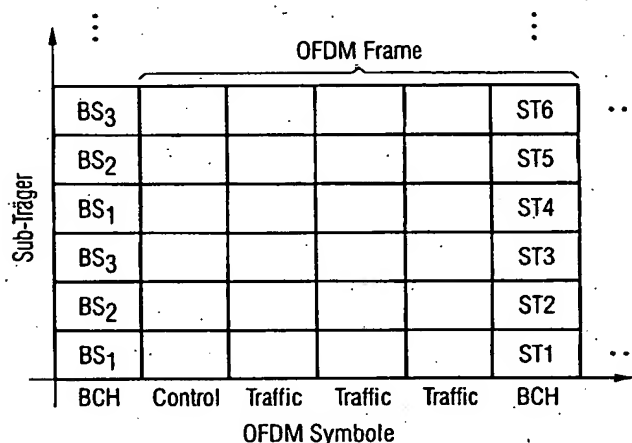 OFDM Frame
BS3 ST6
BS2 ST5
BS1 ST4
BS3 ST3
BS2 ST2
BS1 ST1
Sub-Träger
BCH Control Traffic Traffic Traffic BCH
OFDM Symbole